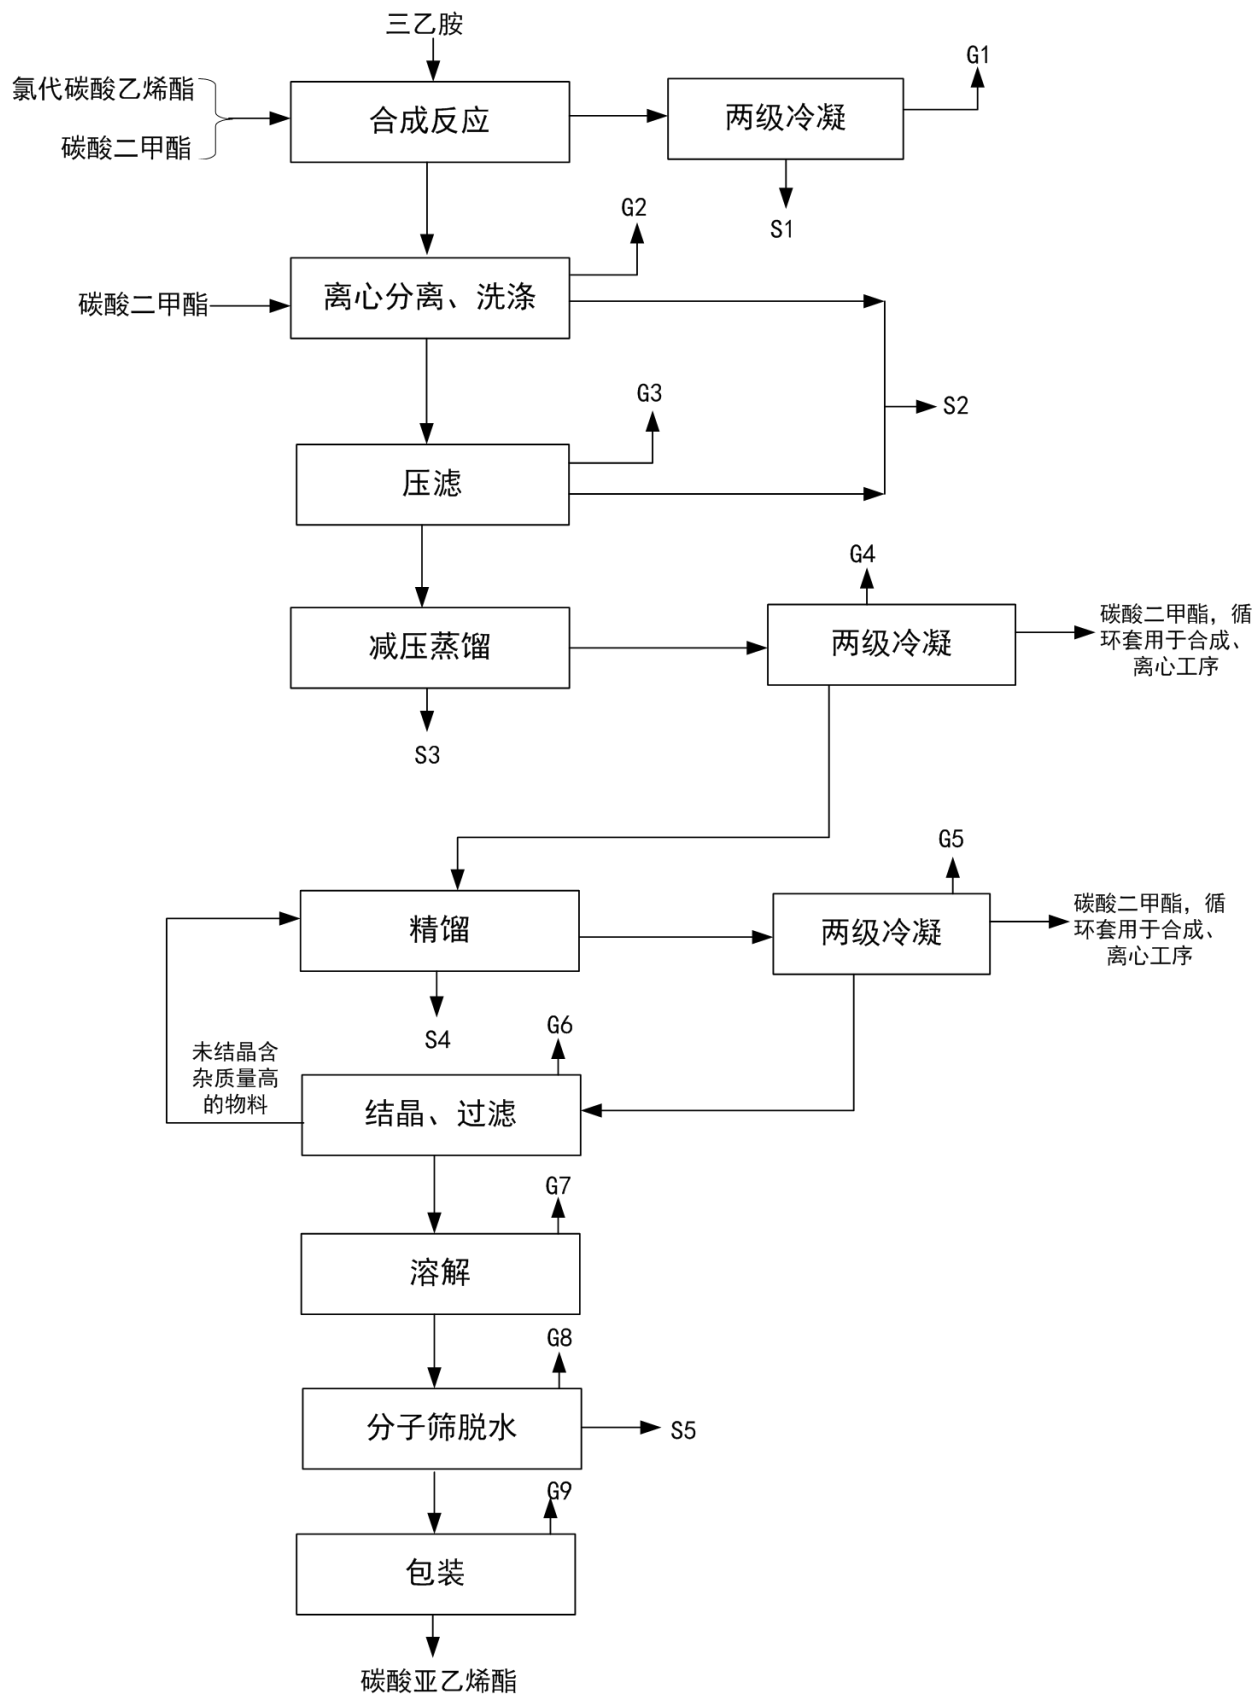 三乙胺
氯代碳酸乙烯酯
碳酸二甲酯
合成反应
两级冷凝
G1
S1
G2
碳酸二甲酯
离心分离、洗涤
G3
S2
压滤
G4
减压蒸馏
两级冷凝
碳酸二甲酯，循
环套用于合成、
离心工序
S3
G5
精馏
两级冷凝
碳酸二甲酯，循
环套用于合成、
离心工序
S4
G6
未结晶含
杂质量高
的物料
结晶、过滤
G7
溶解
G8
分子筛脱水
S5
G9
包装
碳酸亚乙烯酯